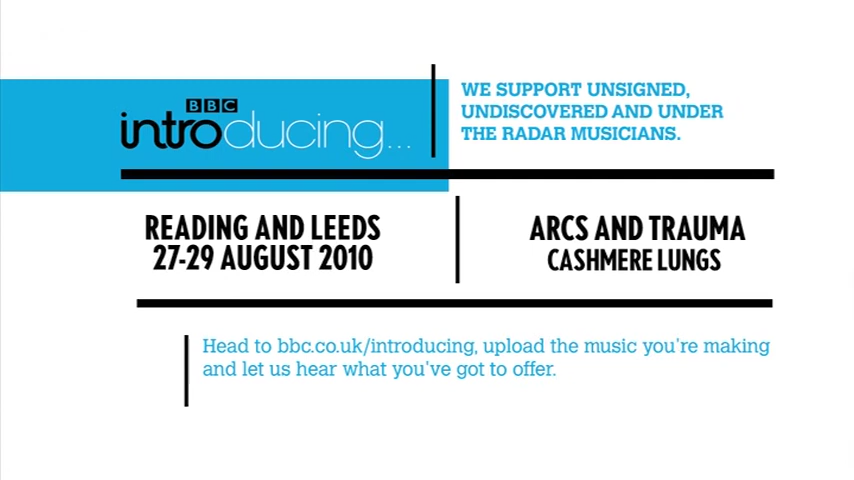 BBC
introducing...
WE SUPPORT UNSIGNED,
UNDISCOVERED AND UNDER
THE RADAR MUSICIANS.
READING AND LEEDS
27-29 AUGUST 2010
ARCS AND TRAUMA
CASHMERE LUNGS
Head to bbc.co.uk/introducing, upload the music you're making
and let us hear what you've got to offer.